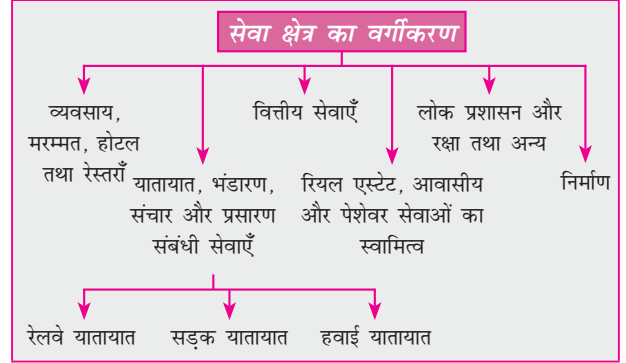 सेवा क्षेत्र का वर्गीकरण
व्यवसाय,
मरम्मत, होटल
तथा रेस्तराँ
यातायात, भंडारण,
संचार और प्रसारण
संबंधी सेवाएँ
वित्तीय सेवाएँ
रियल एस्टेट, आवासीय
और पेशेवर सेवाओं का
स्वामित्व
लोक प्रशासन और
रक्षा तथा अन्य
निर्माण
रेलवे यातायात
सड़क यातायात
हवाई यातायात